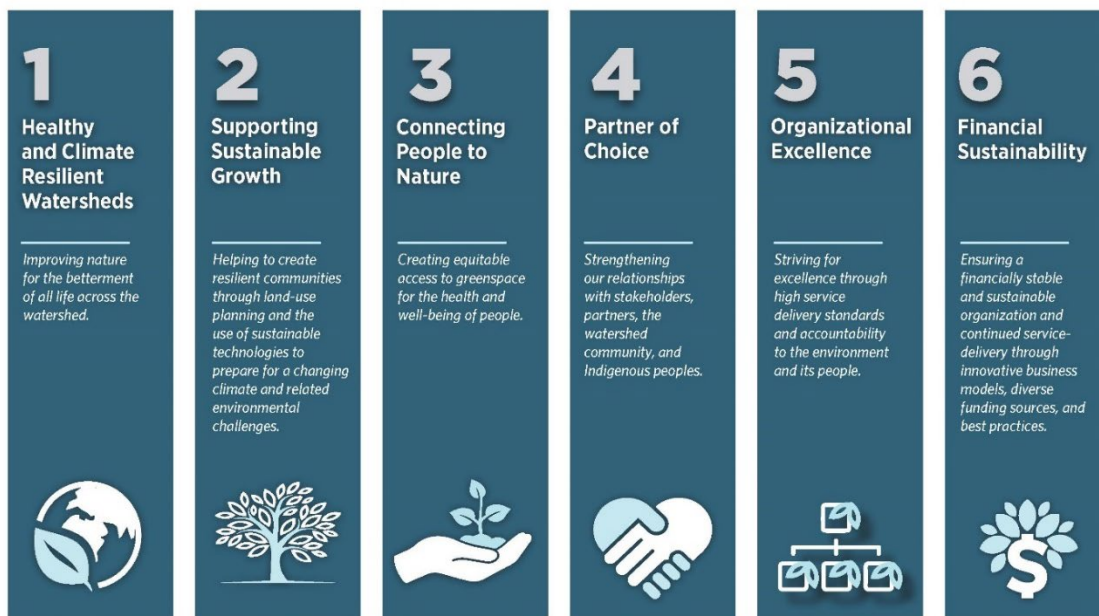 1
Healthy
and Climate
Resilient
Watersheds
Improving nature
for the betterment
of all life across the
watershed.
2
Supporting
Sustainable
Growth
Helping to create
resilient communities
through land-use
planning and the
use of sustainable
technologies to
prepare for a changing
climate and related
environmental
challenges.
3
Connecting
People to
Nature
Creating equitable
access to greenspace
for the health and
well-being of people.
4
Partner of
Choice
Strengthening
our relationships
with stakeholders,
partners, the
watershed
community, and
Indigenous peoples.
5
Organizational
Excellence
Striving for
excellence through
high service
delivery standards
and accountability
to the environment
and its people.
6
Financial
Sustainability
Ensuring a
financially stable
and sustainable
organization and
continued service-
delivery through
innovative business
models, diverse
funding sources, and
best practices.
$